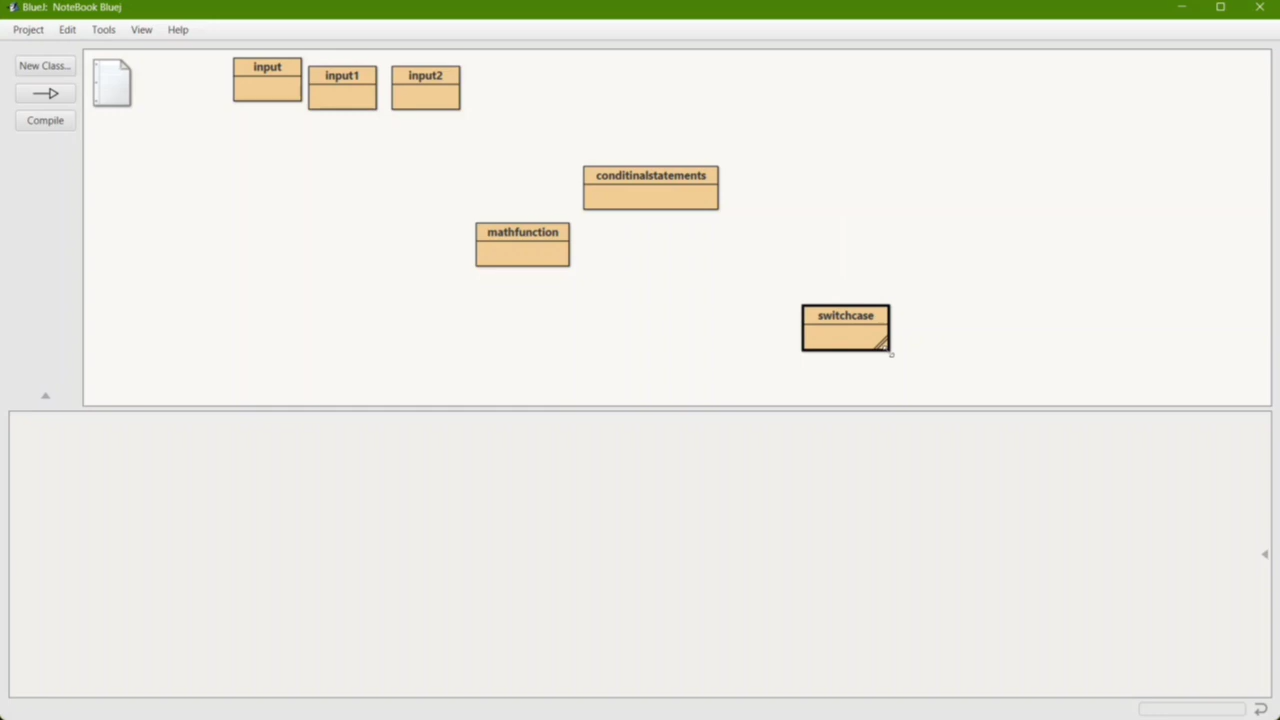 BlueJ: NoteBook Bluej
Project Edit Tools View Help
New Class...
Compile
input
input1
input2
conditinalstatements
mathfunction
switchcase